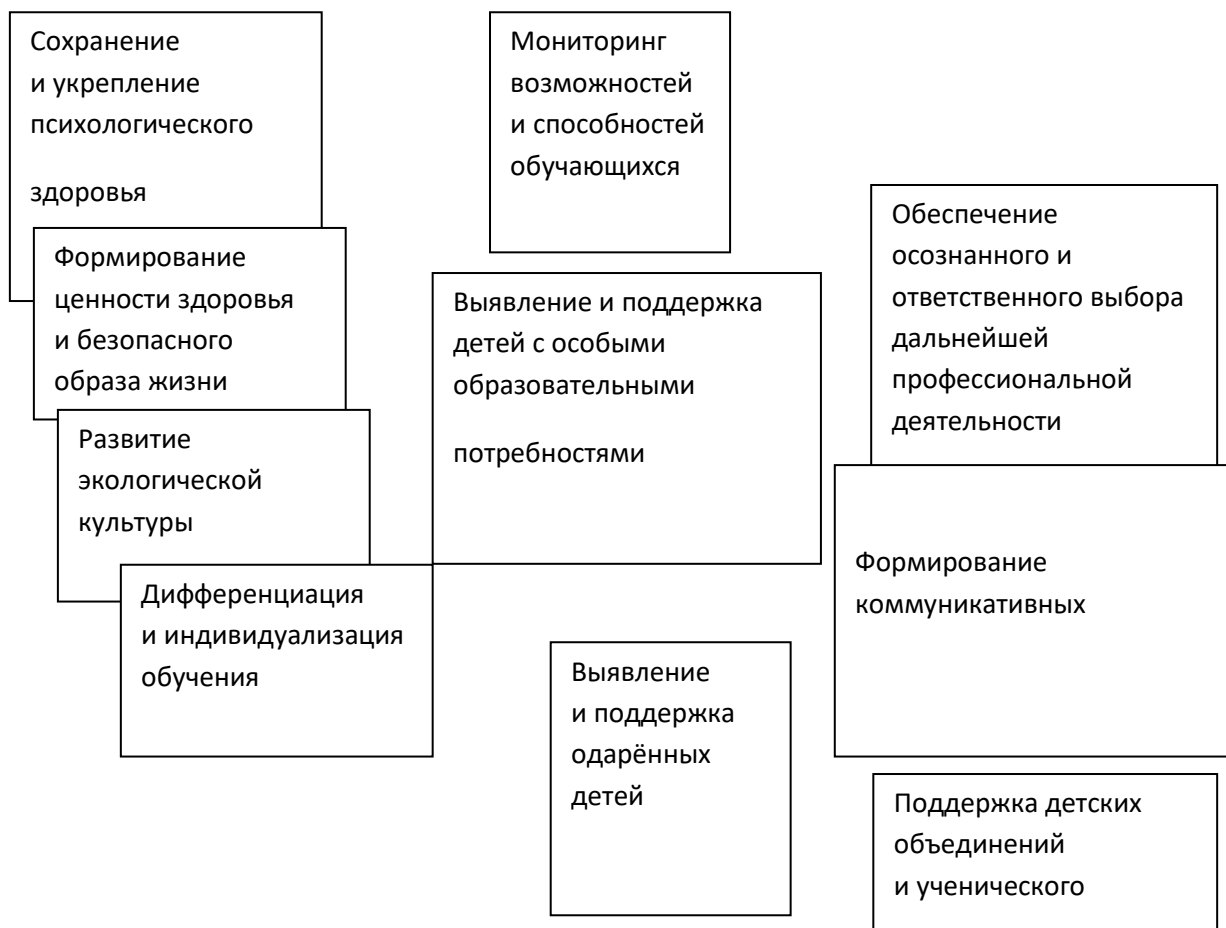 Сохранение
и укрепление
психологического
здоровья
Формирование
ценности здоровья
и безопасного
образа жизни
Развитие
экологической
культуры
Дифференциация
и индивидуализация
обучения
Мониторинг
возможностей
и способностей
обучающихся
Выявление и поддержка
детей с особыми
образовательными
потребностями
Выявление
и поддержка
одарённых
детей
Обеспечение
осознанного и
ответственного выбора
дальнейшей
профессиональной
деятельности
Формирование
коммуникативных
Поддержка детских
объединений
и ученического